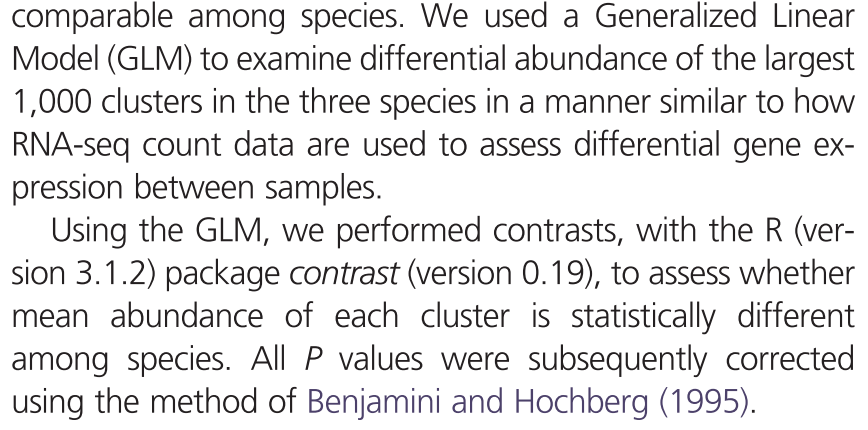 comparable among species. We used a Generalized Linear
Model (GLM) to examine differential abundance of the largest
1,000 clusters in the three species in a manner similar to how
RNA-seq count data are used to assess differential gene ex-
pression between samples.
Using the GLM, we performed contrasts, with the R (ver-
sion 3.1.2) package contrast (version 0.19), to assess whether
mean abundance of each cluster is statistically different
among species. All P values were subsequently corrected
using the method of Benjamini and Hochberg (1995).